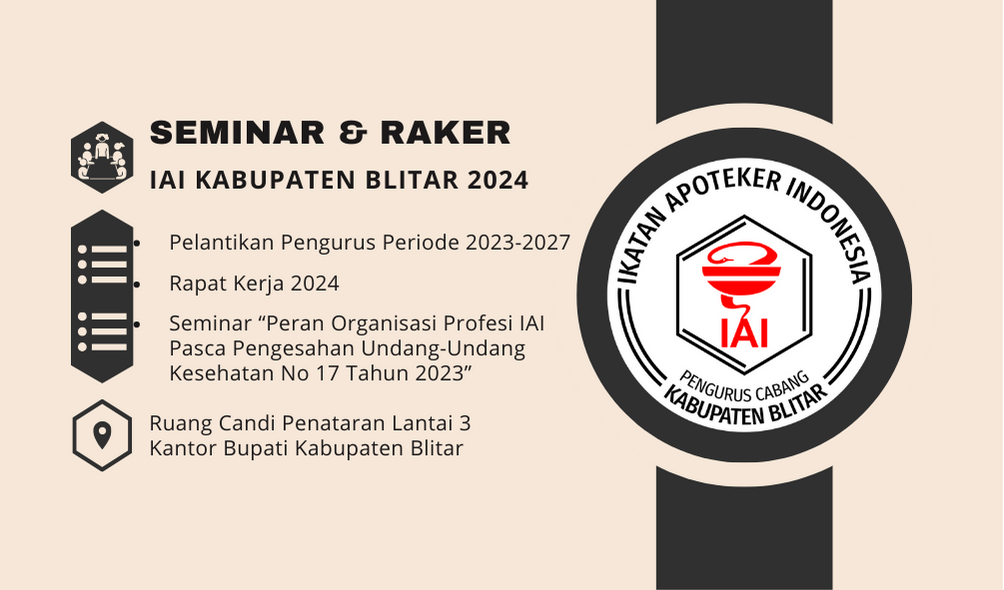 SEMINAR & RAKER
IAI KABUPATEN BLITAR 2024
• Pelantikan Pengurus Periode 2023-2027
• Rapat Kerja 2024
• Seminar “Peran Organisasi Profesi IAI
Pasca Pengesahan Undang-Undang
Kesehatan No 17 Tahun 2023”
Ruang Candi Penataran Lantai 3
Kantor Bupati Kabupaten Blitar
IKATAN APOTEKER INDONESIA
IAI
PENGURUS CABANG
KABUPATEN BLITAR